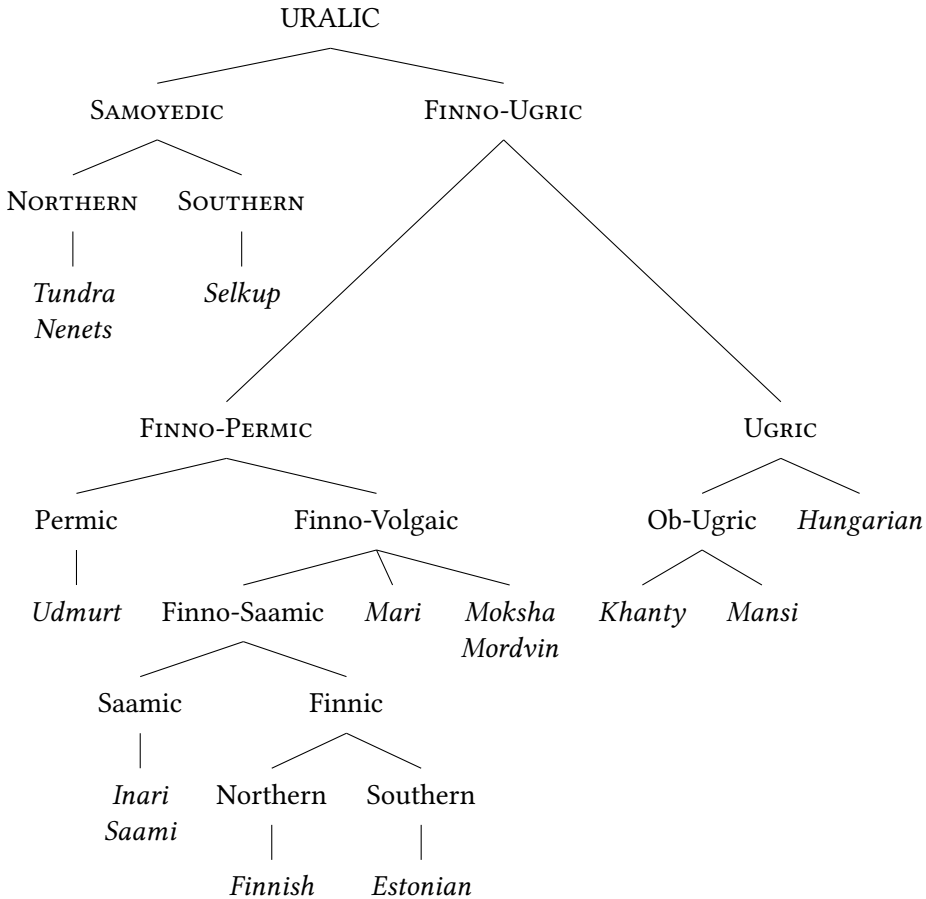 URALIC
SAMOYEDIC FINNO-UGRIC
NORTHERN SOUTHERN
Tundra Selkup
Nenets
FINNO-PERMIC UGRIC
Permic Finno-Volgaic Ob-Ugric Hungarian
Udmurt Finno-Saamic Mari Moksha Khanty Mansi
Mordvin
Saamic Finnic
Inari Northern Southern
Saami
Finnish Estonian